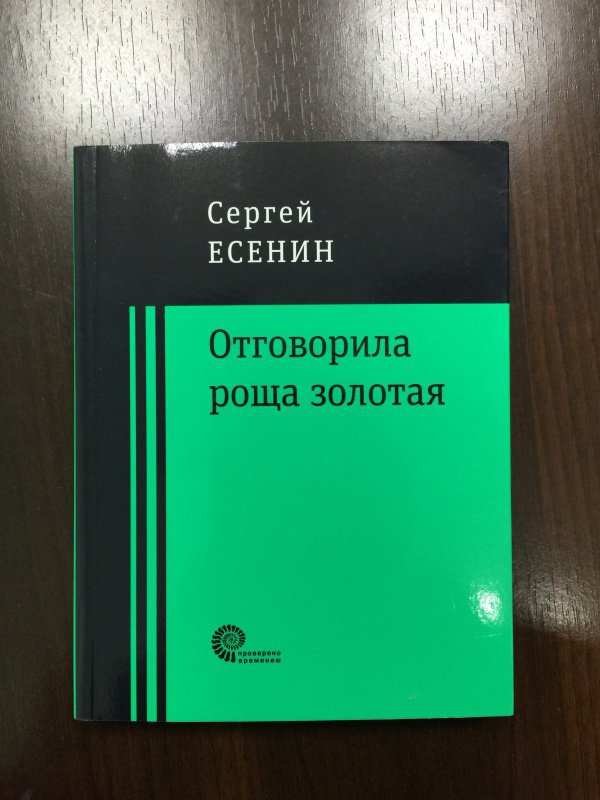 Сергей
ЕСЕНИН
Отговорила
роща золотая
проверено
временем